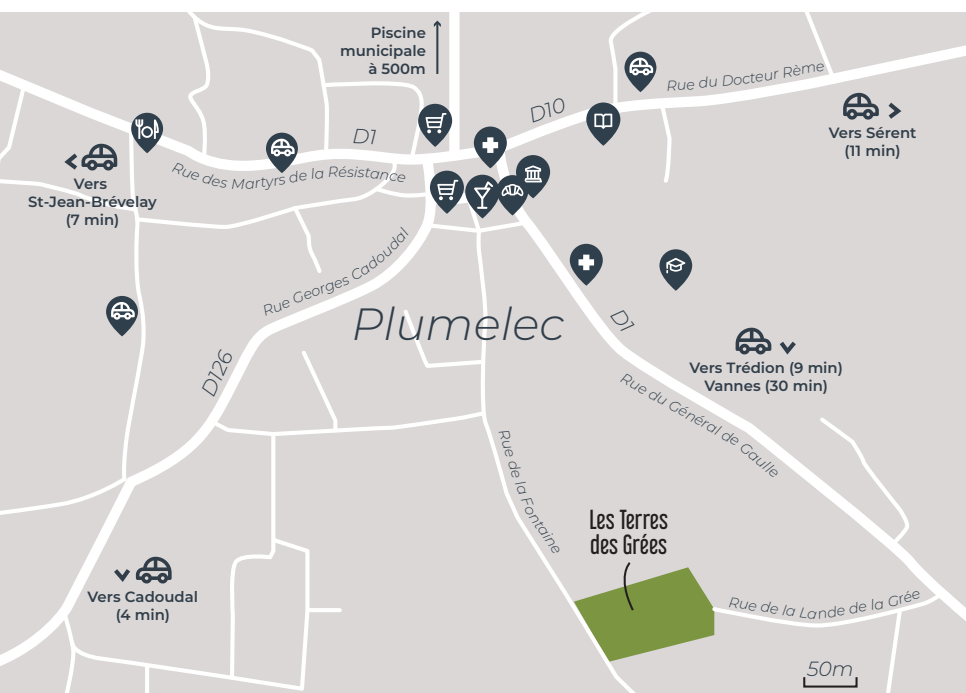 Piscine
municipale
à 500m
Rue du Docteur Rème
D10
D1
Vers Sérent
(11 min)
Rue des Martyrs de la Résistance
Vers
St-Jean-Brévelay
(7 min)
Rue Georges Cadoudal
Plumelec
D1
D126
Vers Trédion (9 min)
Vannes (30 min)
Rue du Général de Gaulle
Rue de la Fontaine
Les Terres
des Grées
Vers Cadoudal
(4 min)
Rue de la Lande de la Grée
50m